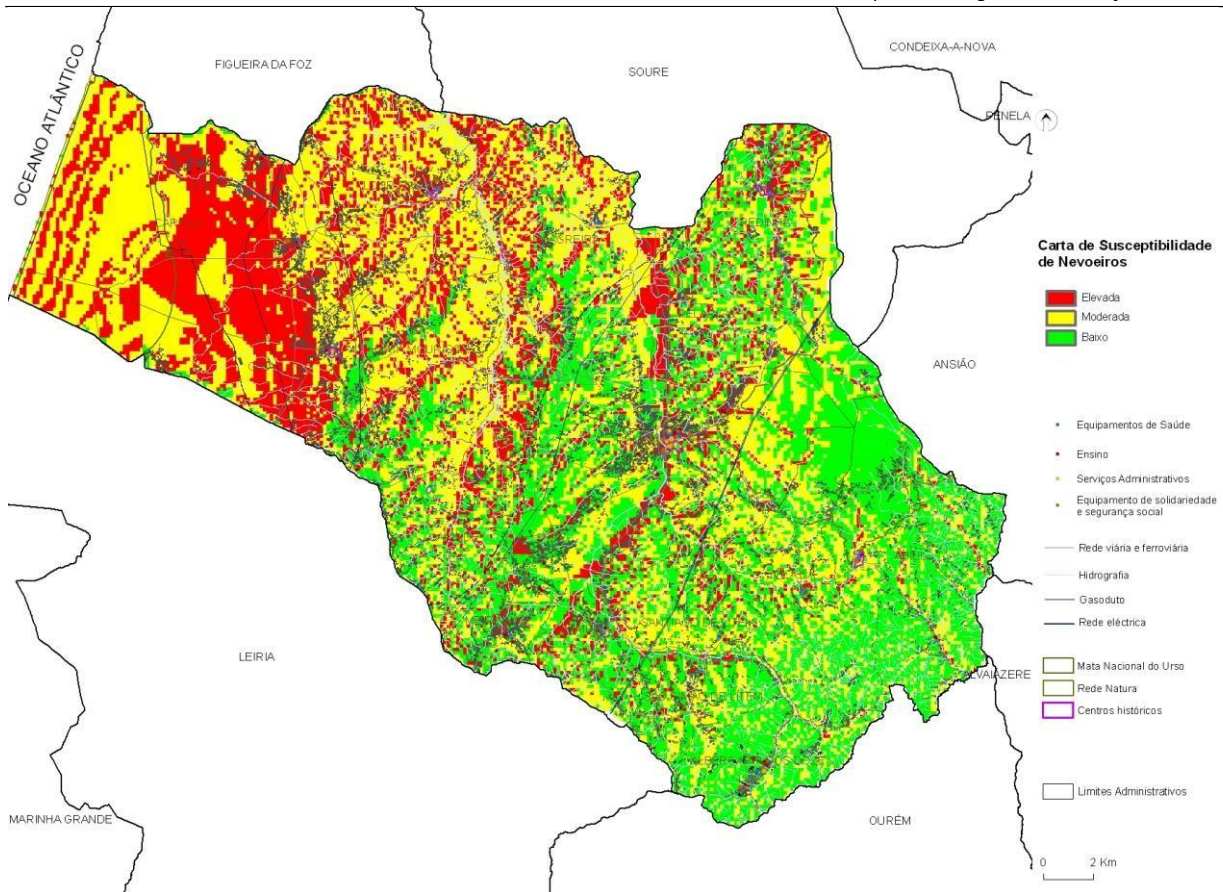 CONDEIXA-A-NOVA
FIGUEIRA DA FOZ
SOURE
OCEANO ATLÂNTICO
PENELA
Carta de Susceptibilidade
de Nevoeiros
Elevada
Moderada
Baixo
ANSIÃO
Equipamentos de Saúde
Ensino
Serviços Administrativos
Equipamento de solidariedade
e segurança social
Rede viária e ferroviária
Hidrografia
Gasoduto
Rede eléctrica
LEIRIA
ALVAIÁZERE
Mata Nacional do Urso
Rede Natura
Centros históricos
Limites Administrativos
MARINHA GRANDE
OURÉM
0 2 Km